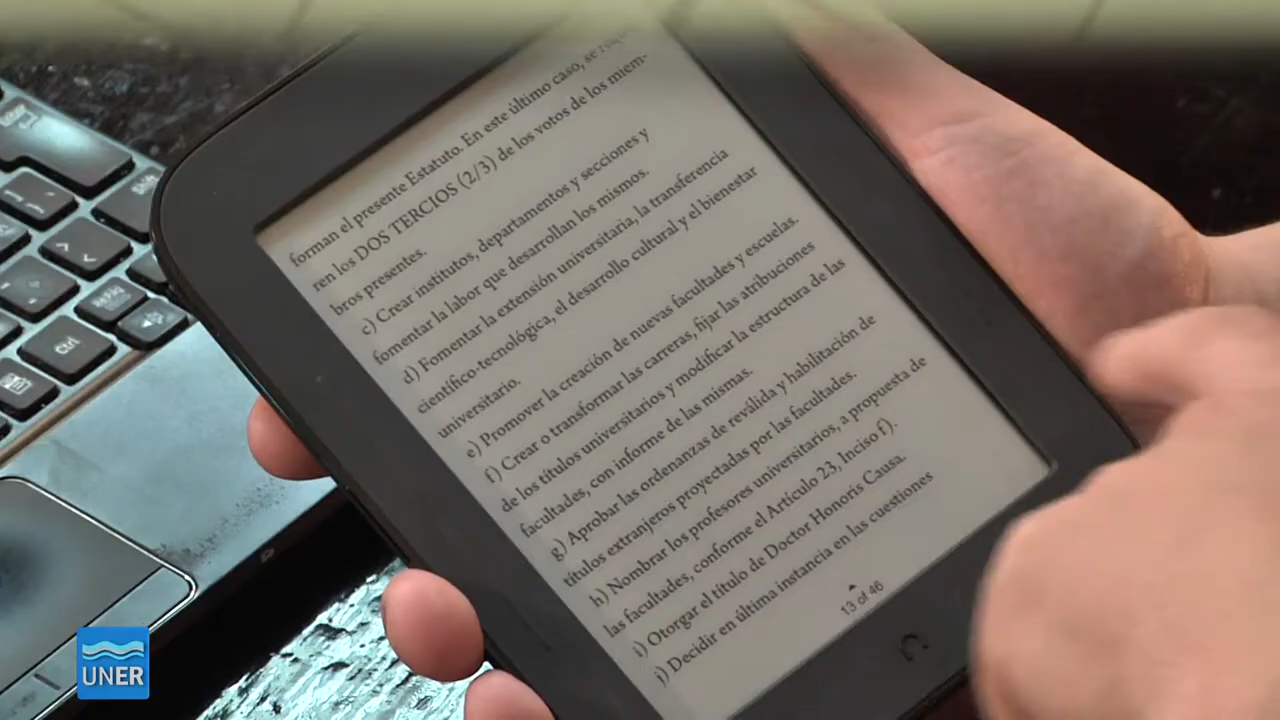 forman el presente Estatuto. En este último caso, se
ren los DOS TERCIOS (2/3) de los votos de los miem-
bros presentes.
c) Crear institutos, departamentos y secciones y
fomentar la labor que desarrollan los mismos.
d) Fomentar la extensión universitaria, la transferencia
científico-tecnológica, el desarrollo cultural y el bienestar
universitario.
e) Promover la creación de nuevas facultades y escuelas.
f) Crear o transformar las carreras, fijar las atribuciones
de los títulos universitarios y modificar la estructura de las
facultades, con informe de las mismas.
g) Aprobar las ordenanzas de reválida y habilitación de
títulos extranjeros proyectadas por las facultades.
h) Nombrar los profesores universitarios, a propuesta de
las facultades, conforme el Artículo 23, Inciso f).
i) Otorgar el título de Doctor Honoris Causa.
j) Decidir en última instancia en las cuestiones
13 of 46
Shift
Ctrl
UNER